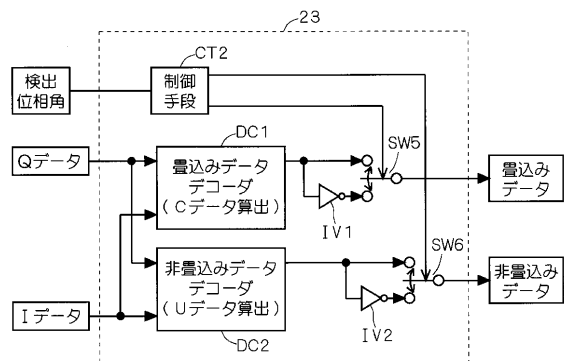 23
CT2
検出
位相角
制御
手段
DC1
SW5
Qデータ
畳込みデータ
デコーダ
(Cデータ算出)
畳込み
データ
IV1
SW6
非畳込みデータ
デコーダ
(Uデータ算出)
非畳込み
データ
Iデータ
DC2
IV2